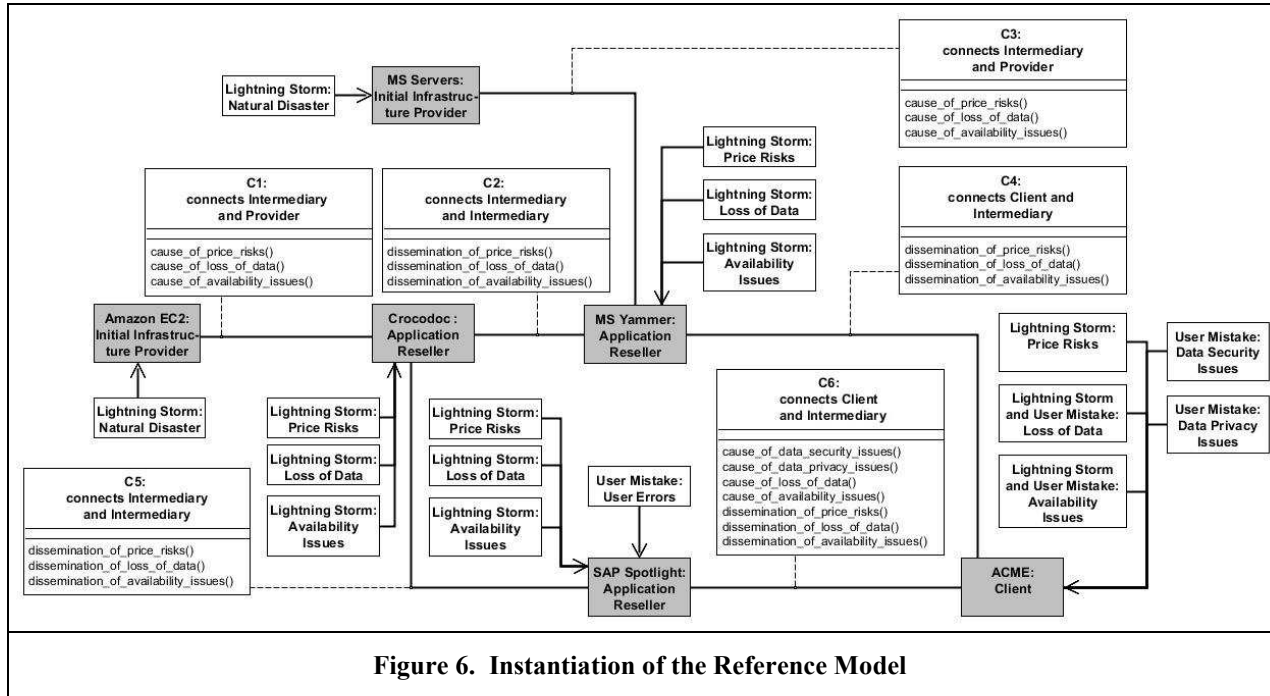 C3:
connects Intermediary
and Provider
cause_of_price_risks()
cause_of_loss_of_data()
cause_of_availability_issues()
Lightning Storm:
Natural Disaster
MS Servers:
Initial Infrastruc-
ture Provider
Lightning Storm:
Price Risks
Lightning Storm:
Loss of Data
Lightning Storm:
Availability
Issues
C1:
connects Intermediary
and Provider
cause_of_price_risks()
cause_of_loss_of_data()
cause_of_availability_issues()
C2:
connects Intermediary
and Intermediary
dissemination_of_price_risks()
dissemination_of_loss_of_data()
dissemination_of_availability_issues()
C4:
connects Client and
Intermediary
dissemination_of_price_risks()
dissemination_of_loss_of_data()
dissemination_of_availability_issues()
Amazon EC2:
Initial Infrastruc-
ture Provider
Crocodoc :
Application
Reseller
MS Yammer:
Application
Reseller
Lightning Storm:
Natural Disaster
Lightning Storm:
Price Risks
Lightning Storm:
Loss of Data
Lightning Storm:
Availability
Issues
Lightning Storm:
Price Risks
Lightning Storm:
Loss of Data
Lightning Storm:
Availability
Issues
User Mistake:
User Errors
C6:
connects Client
and Intermediary
cause_of_data_security_issues()
cause_of_data_privacy_issues()
cause_of_loss_of_data()
cause_of_availability_issues()
dissemination_of_price_risks()
dissemination_of_loss_of_data()
dissemination_of_availability_issues()
Lightning Storm:
Price Risks
Lightning Storm
and User Mistake:
Loss of Data
Lightning Storm
and User Mistake:
Availability
Issues
User Mistake:
Data Security
Issues
User Mistake:
Data Privacy
Issues
C5:
connects Intermediary
and Intermediary
dissemination_of_price_risks()
dissemination_of_loss_of_data()
dissemination_of_availability_issues()
SAP Spotlight:
Application
Reseller
ACME:
Client
Figure 6. Instantiation of the Reference Model